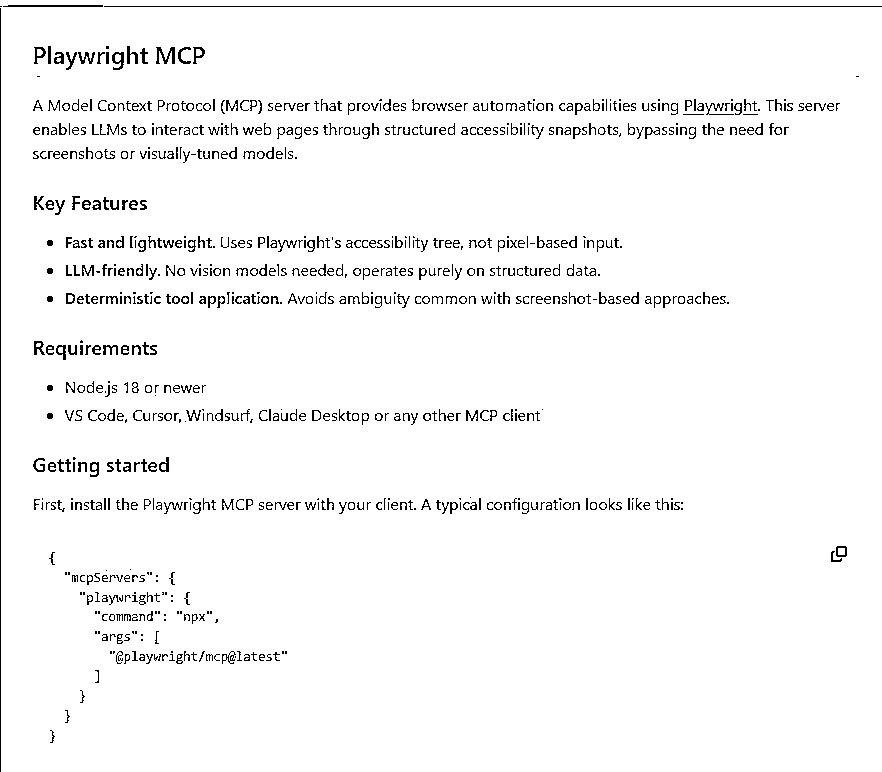 Playwright MCP
A Model Context Protocol (MCP) server that provides browser automation capabilities using Playwright. This server
enables LLMs to interact with web pages through structured accessibility snapshots, bypassing the need for
screenshots or visually-tuned models.
Key Features
• Fast and lightweight. Uses Playwright's accessibility tree, not pixel-based input.
• LLM-friendly. No vision models needed, operates purely on structured data.
• Deterministic tool application. Avoids ambiguity common with screenshot-based approaches.
Requirements
• Node.js 18 or newer
• VS Code, Cursor, Windsurf, Claude Desktop or any other MCP client
Getting started
First, install the Playwright MCP server with your client. A typical configuration looks like this:
{
  "mcpServers": {
    "playwright": {
      "command": "npx",
      "args": [
        "@playwright/mcp@latest"
      ]
    }
  }
}